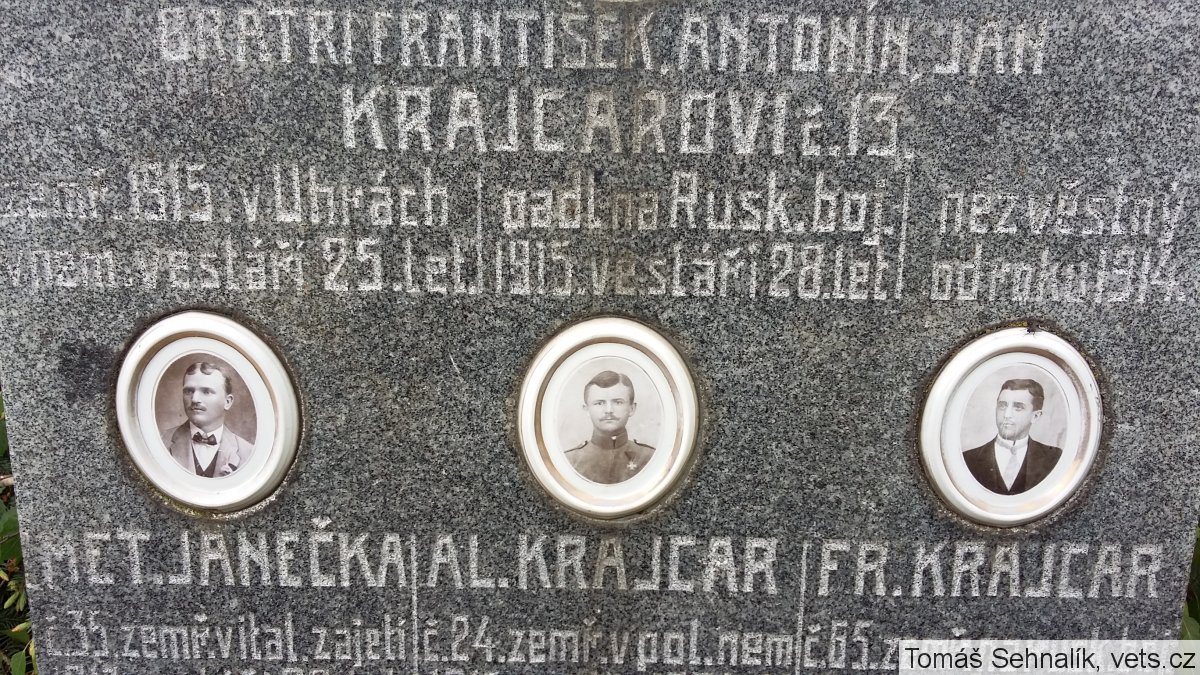 BRATŘI FRANTIŠEK, ANTONÍN, JAN
KRAJCAROVI č.13.
zemř.1915.v Uhrách
v nem.ve stáří 25.let.
padl na Rusk.boj.
1915.ve stáří 28.let
nezvěstný
od roku 1914.
MET.JANEČKA
č.35.zemř.v ital.zajetí
AL.KRAJCAR
č.24.zemř.v pol.nem
FR.KRAJCAR
č.65.
Tomáš Sehnalík, vets.cz